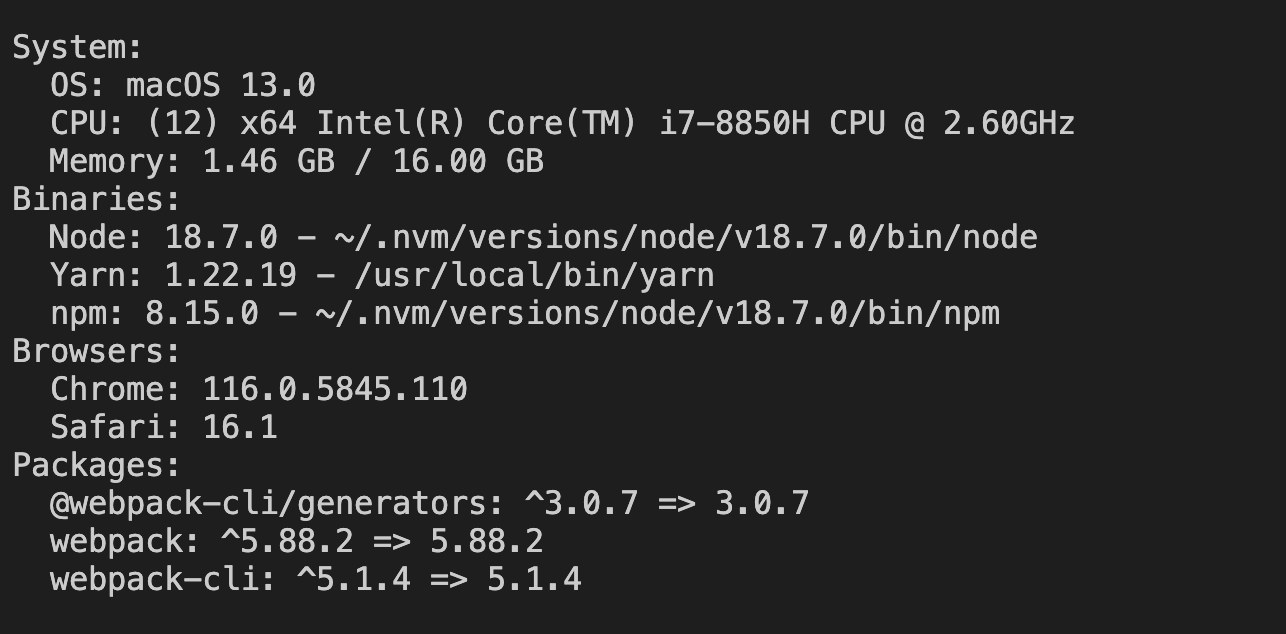 System:
  OS: macOS 13.0
  CPU: (12) x64 Intel(R) Core(TM) i7-8850H CPU @ 2.60GHz
  Memory: 1.46 GB / 16.00 GB
Binaries:
  Node: 18.7.0 - ~/.nvm/versions/node/v18.7.0/bin/node
  Yarn: 1.22.19 - /usr/local/bin/yarn
  npm: 8.15.0 - ~/.nvm/versions/node/v18.7.0/bin/npm
Browsers:
  Chrome: 116.0.5845.110
  Safari: 16.1
Packages:
  @webpack-cli/generators: ^3.0.7 => 3.0.7
  webpack: ^5.88.2 => 5.88.2
  webpack-cli: ^5.1.4 => 5.1.4